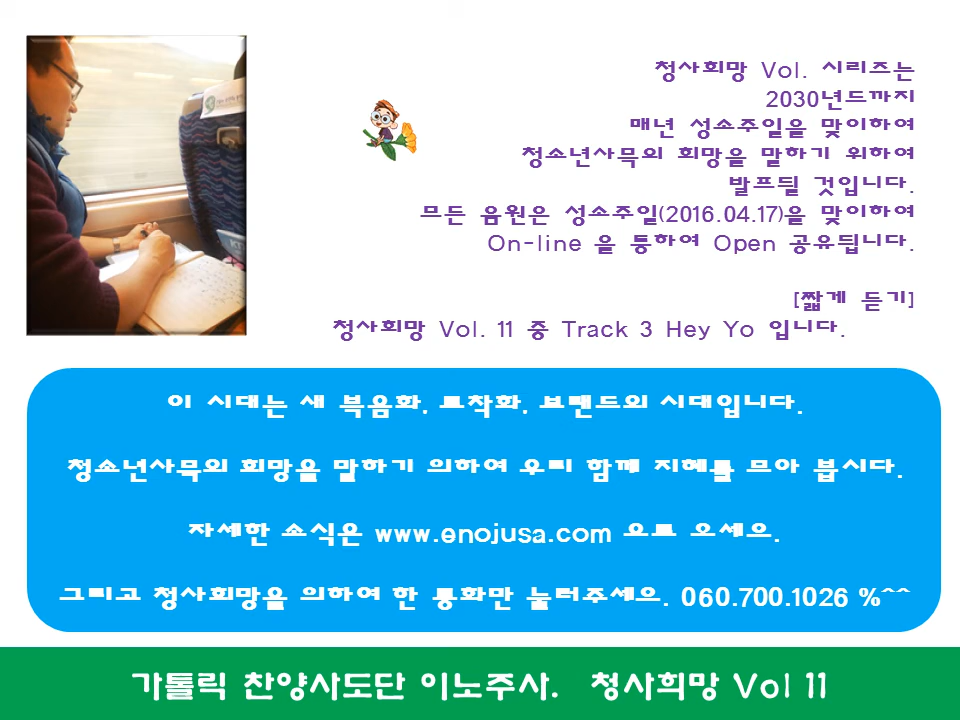 청사희망 Vol. 시리즈는
2030년도까지
매년 성소주일을 맞이하여
청소년사목의 희망을 말하기 위하여
발표될 것입니다.
모든 음원은 성소주일(2016.04.17)을 맞이하여
On-line 을 통하여 Open 공유됩니다.
[짧게 듣기]
청사희망 Vol. 11 중 Track 3 Hey Yo 입니다.
이 시대는 새 복음화. 토착화. 브랜드의 시대입니다.
청소년사목의 희망을 말하기 의하여 우리 함께 지혜를 모아 봅시다.
자세한 소식은 www.enojusa.com 으로 오세요.
그리고 청사희망을 의하여 한 통화만 눌러주세요. 060.700.1026 %^^
가톨릭 찬양사도단 이노주사. 청사희망 Vol 11